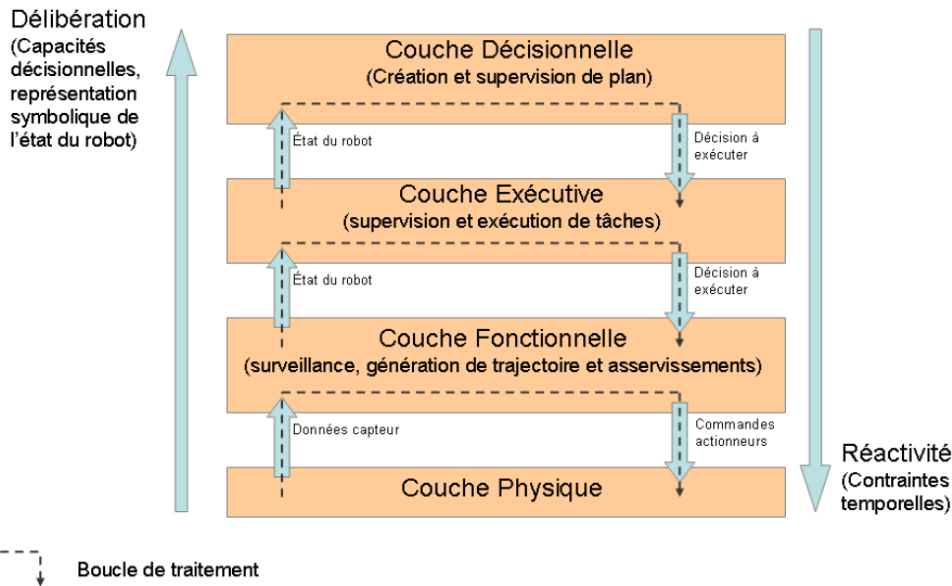 Délibération
(Capacités
décisionnelles,
représentation
symbolique de
l'état du robot)
Couche Décisionnelle
(Création et supervision de plan)
État du robot
Décision à
exécuter
Couche Exécutive
(supervision et exécution de tâches)
État du robot
Décision à
exécuter
Couche Fonctionnelle
(surveillance, génération de trajectoire et asservissements)
Données capteur
Commandes
actionneurs
Couche Physique
Réactivité
(Contraintes
temporelles)
Boucle de traitement